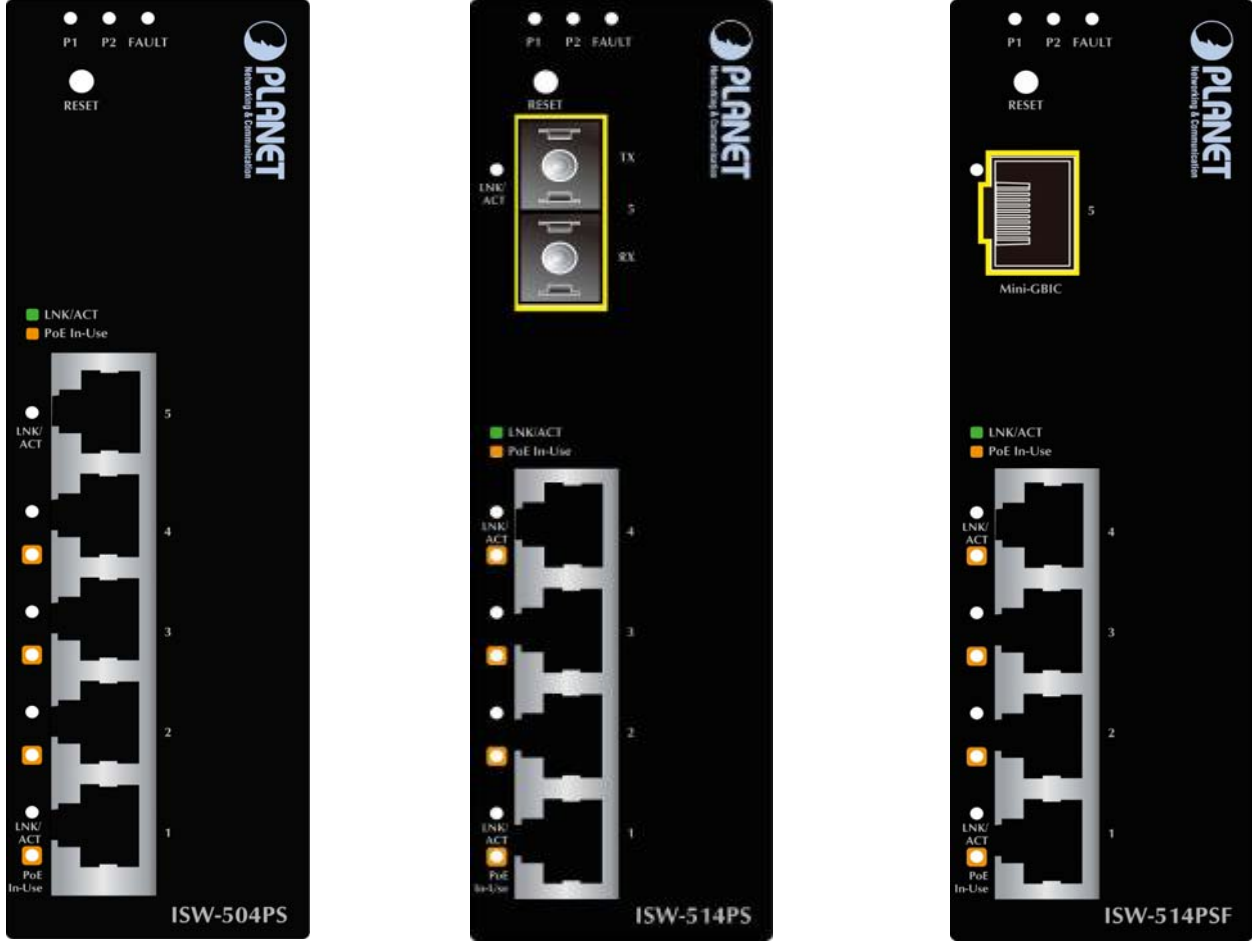 P1 P2 FAULT
RESET
PLANET
Networking & Communication
LNK/ACT
PoE In-Use
5
LNK/
ACT
4
3
2
LNK/
ACT
1
PoE
In-Use
ISW-504PS
P1 P2 FAULT
RESET
PLANET
Networking & Communication
TX
LNK/
ACT
5
RX
LNK/ACT
PoE In-Use
LNK/
ACT
4
3
2
LNK/
ACT
1
PoE
In-Use
ISW-514PS
P1 P2 FAULT
RESET
PLANET
Networking & Communication
5
Mini-GBIC
LNK/ACT
PoE In-Use
LNK/
ACT
4
3
2
LNK/
ACT
1
PoE
In-Use
ISW-514PSF